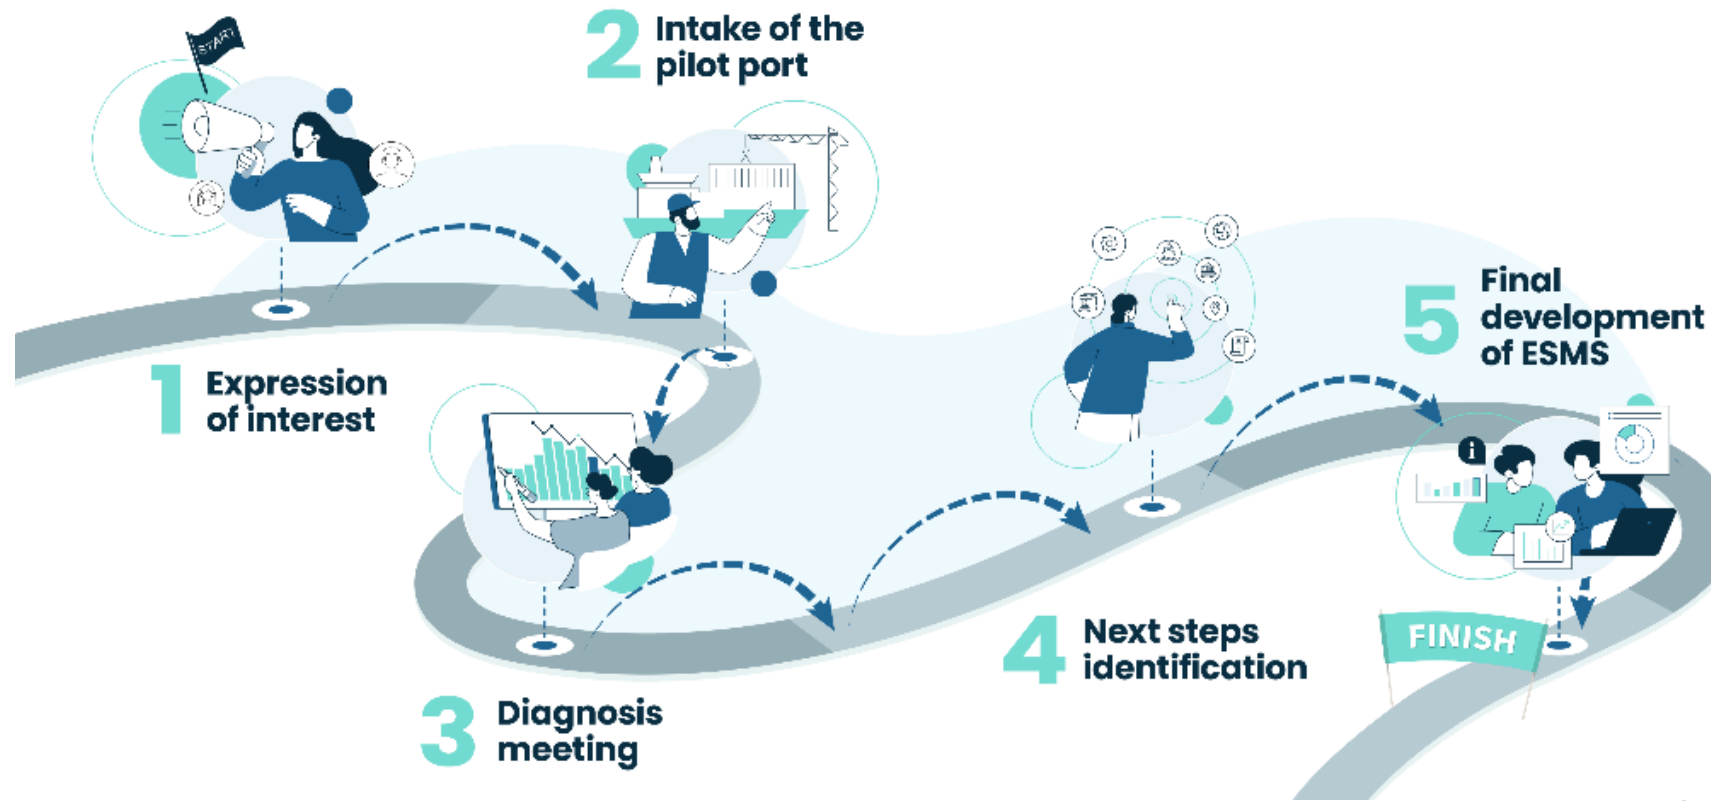 START
1
Expression
of interest
2
Intake of the
pilot port
3
Diagnosis
meeting
4
Next steps
identification
5
Final
development
of ESMS
i
FINISH